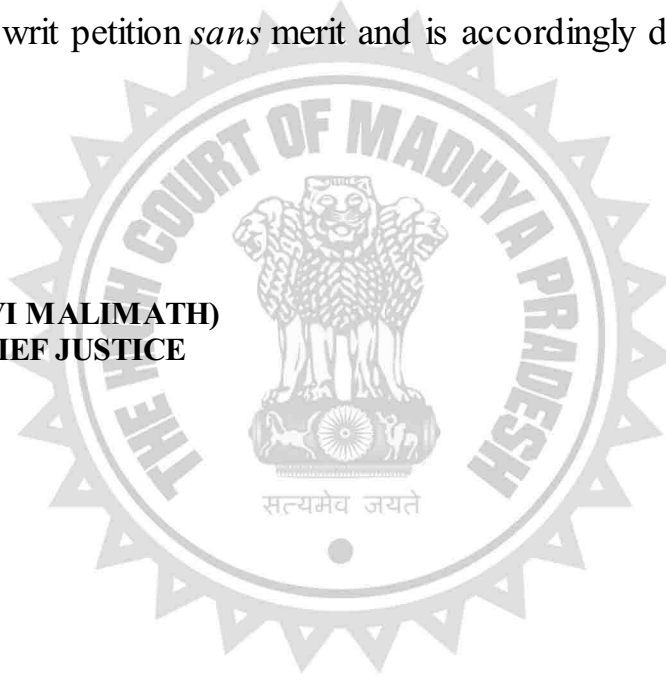 writ petition sans merit and is accordingly d
THE HIGH COURT OF MADHYA PRADESH
VI MALIMATH)
IEF JUSTICE
सत्यमेव जयते